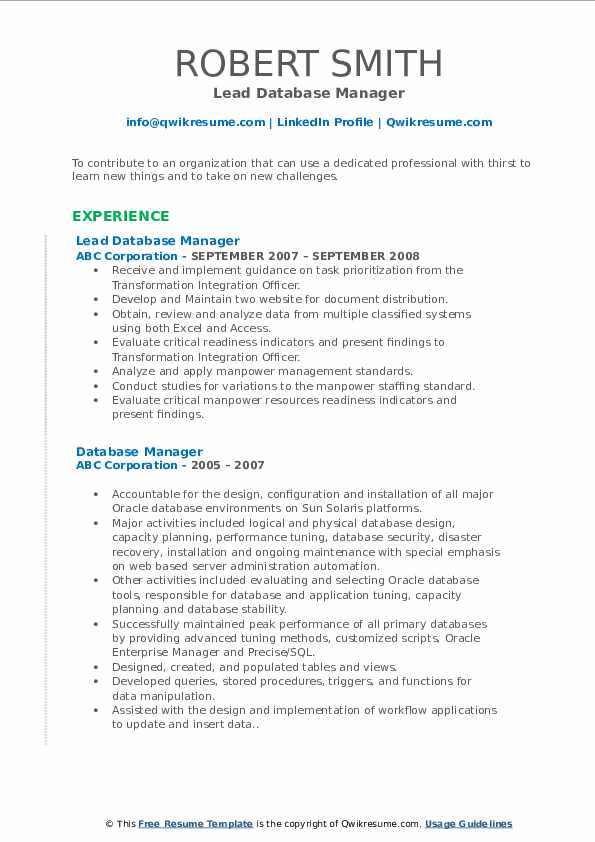 ROBERT SMITH
Lead Database Manager
info@qwikresume.com | LinkedIn Profile | Qwikresume.com
To contribute to an organization that can use a dedicated professional with thirst to
learn new things and to take on new challenges.
EXPERIENCE
Lead Database Manager
ABC Corporation - SEPTEMBER 2007 – SEPTEMBER 2008
• Receive and implement guidance on task prioritization from the
Transformation Integration Officer.
• Develop and Maintain two website for document distribution.
• Obtain, review and analyze data from multiple classified systems
using both Excel and Access.
• Evaluate critical readiness indicators and present findings to
Transformation Integration Officer.
• Analyze and apply manpower management standards.
• Conduct studies for variations to the manpower staffing standard.
• Evaluate critical manpower resources readiness indicators and
present findings.
Database Manager
ABC Corporation - 2005 – 2007
• Accountable for the design, configuration and installation of all major
Oracle database environments on Sun Solaris platforms.
• Major activities included logical and physical database design,
capacity planning, performance tuning, database security, disaster
recovery, installation and ongoing maintenance with special emphasis
on web based server administration automation.
• Other activities included evaluating and selecting Oracle database
tools, responsible for database and application tuning, capacity
planning and database stability.
• Successfully maintained peak performance of all primary databases
by providing advanced tuning methods, customized scripts, Oracle
Enterprise Manager and Precise/SQL.
• Designed, created, and populated tables and views.
• Developed queries, stored procedures, triggers, and functions for
data manipulation.
• Assisted with the design and implementation of workflow applications
to update and insert data..
© This Free Resume Template is the copyright of Qwikresume.com. Usage Guidelines